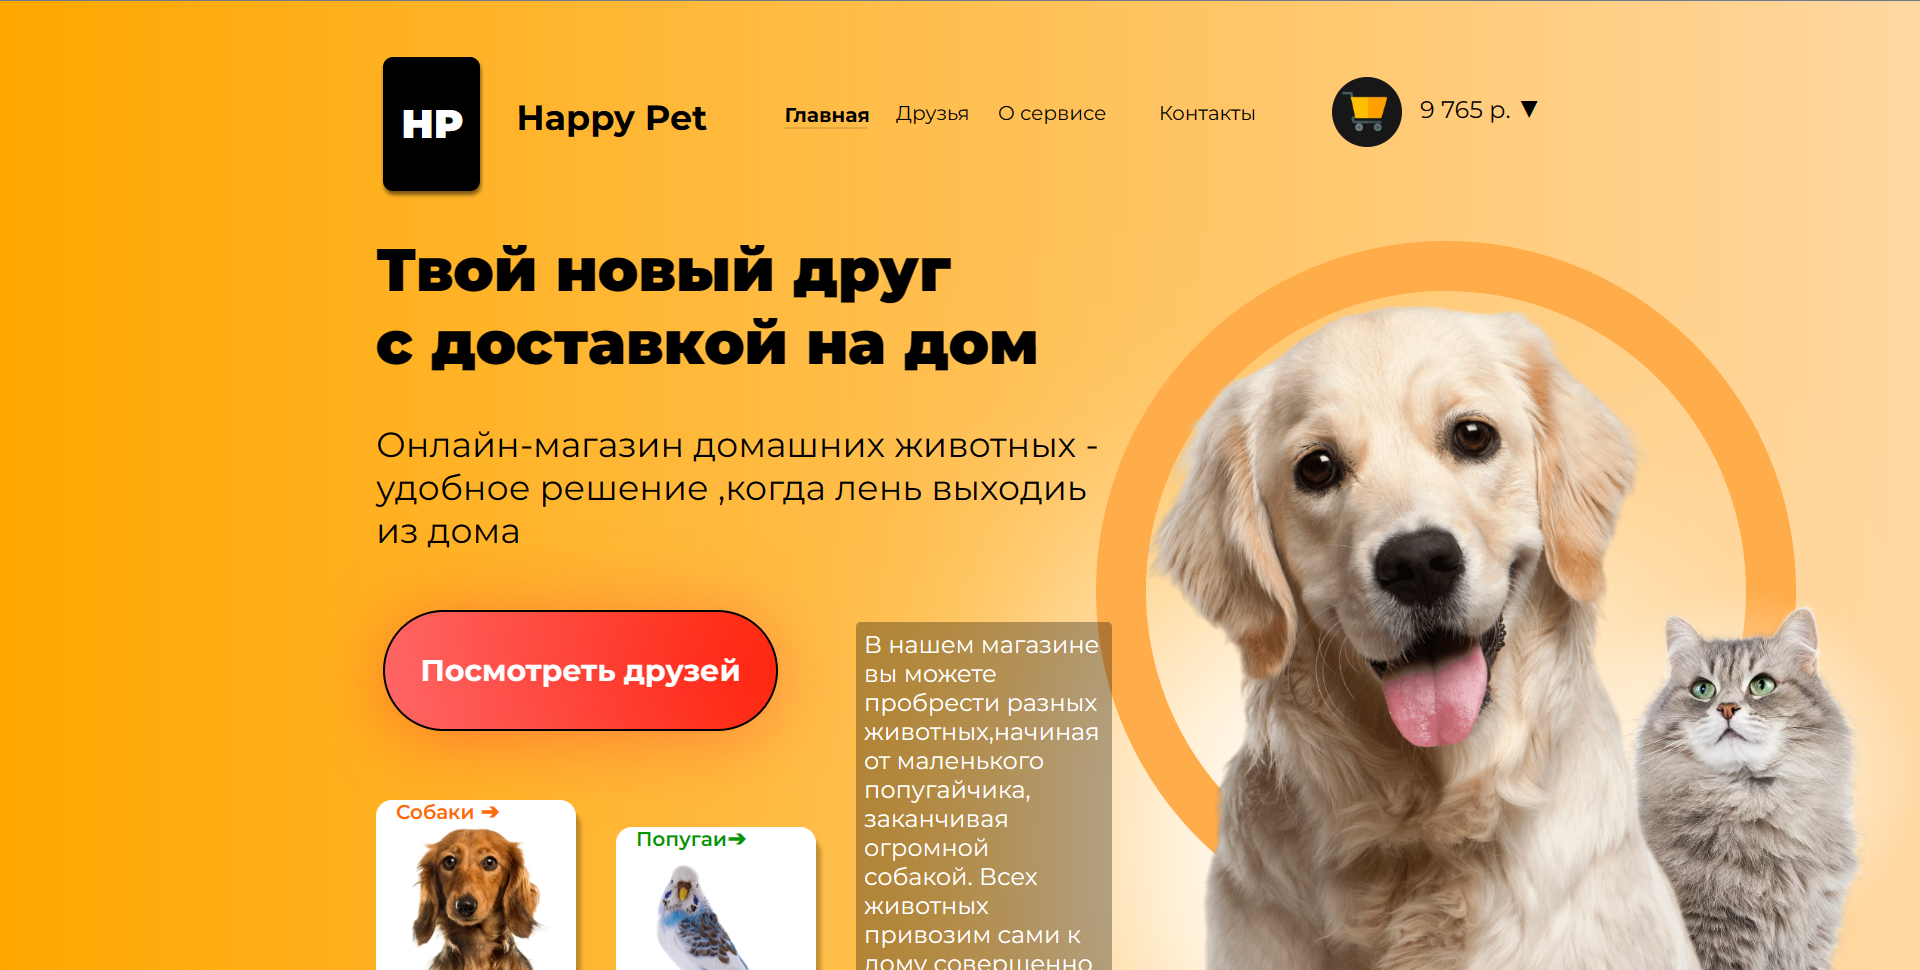 HP
Happy Pet
Главная
Друзья
О сервисе
Контакты
9 765 р. ▼
Твой новый друг
с доставкой на дом
Онлайн-магазин домашних животных -
удобное решение ,когда лень выходиь
из дома
Посмотреть друзей
В нашем магазине
вы можете
пробрести разных
животных,начиная
от маленького
попугайчика,
заканчивая
огромной
собакой. Всех
животных
привозим сами к
дому совершенно
Собаки ➔
Попугаи➔